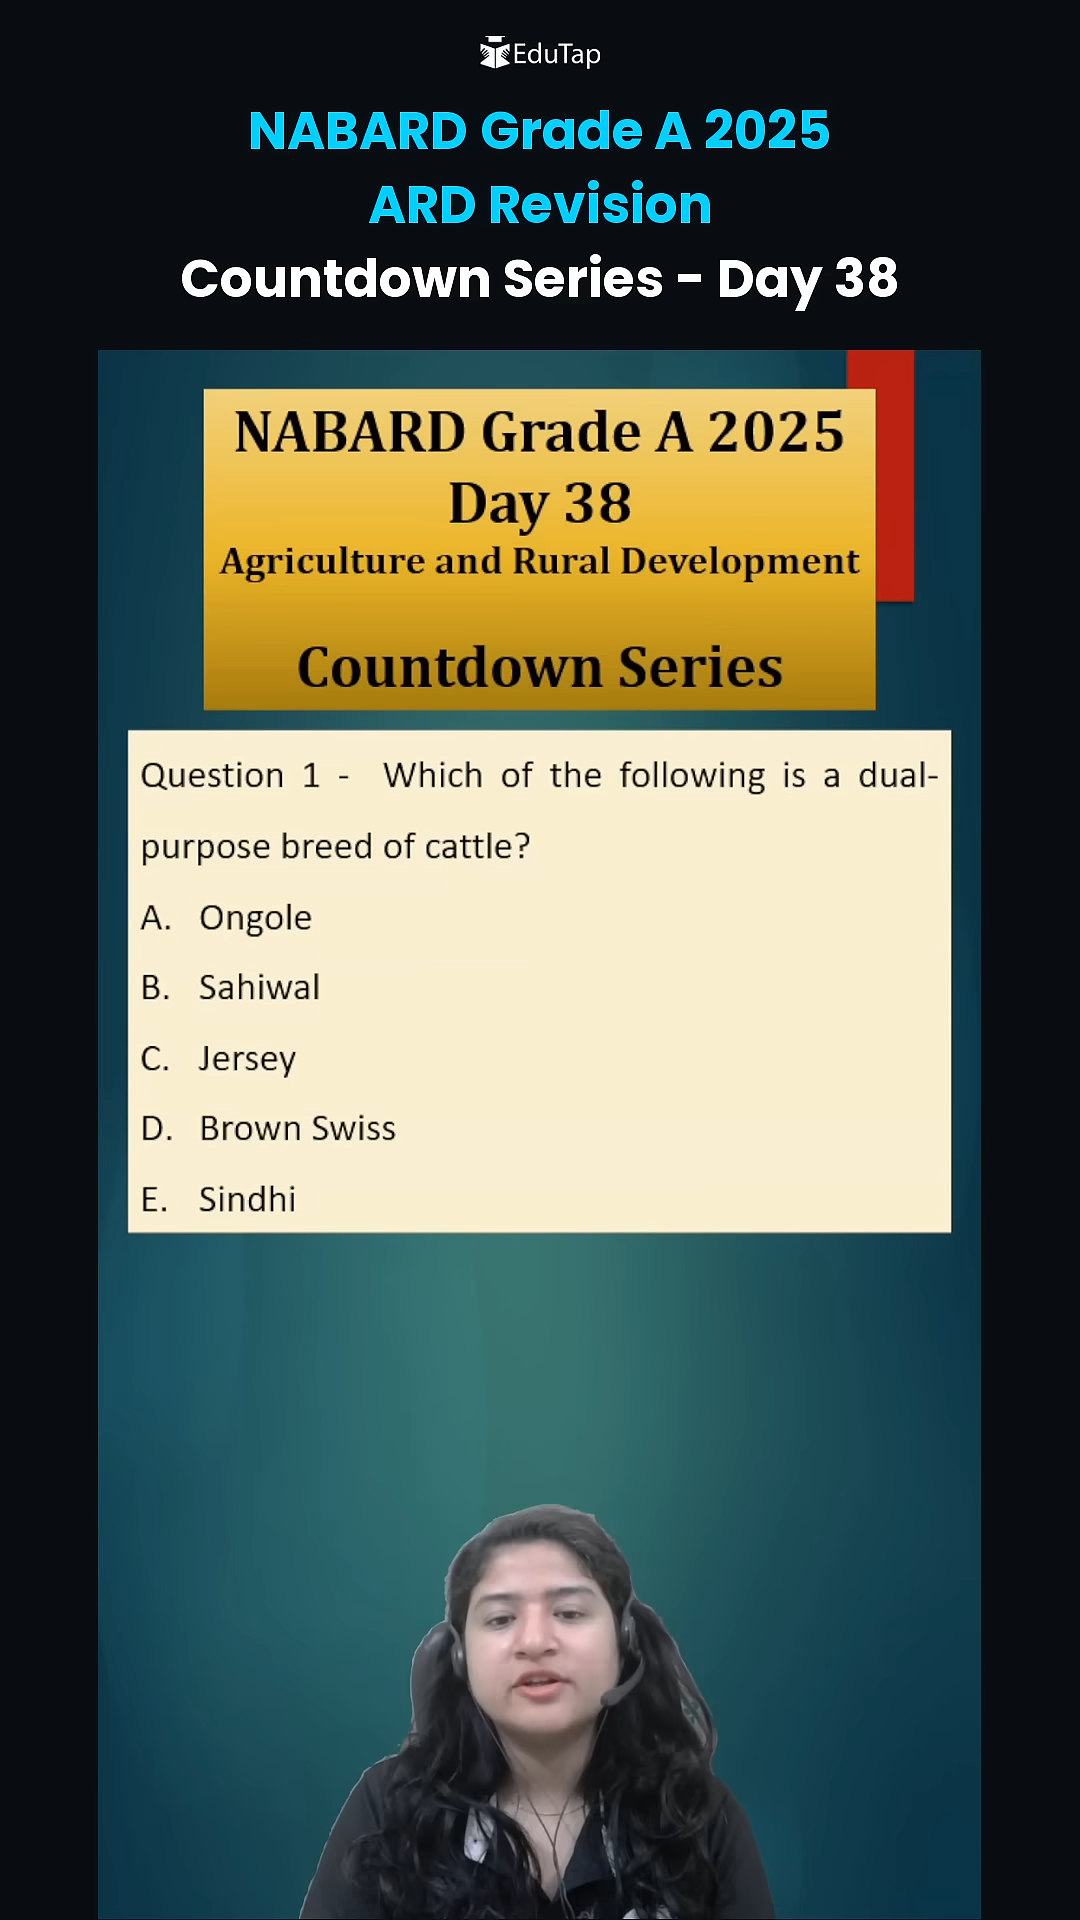 EduTap
NABARD Grade A 2025
ARD Revision
Countdown Series - Day 38
NABARD Grade A 2025
Day 38
Agriculture and Rural Development
Countdown Series
Question 1 - Which of the following is a dual-
purpose breed of cattle?
A. Ongole
B. Sahiwal
C. Jersey
D. Brown Swiss
E. Sindhi